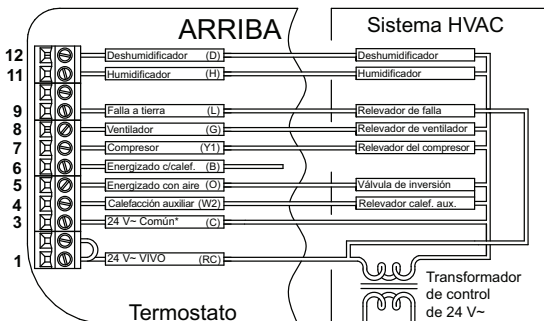 ARRIBA
Sistema HVAC
12 Deshumidificador (D) Deshumidificador
11 Humidificador (H) Humidificador
9 Falla a tierra (L) Relevador de falla
8 Ventilador (G) Relevador de ventilador
7 Compresor (Y1) Relevador del compresor
6 Energizado c/calef. (B)
5 Energizado con aire (O) Válvula de inversión
4 Calefacción auxiliar (W2) Relevador calef. aux.
3 24 V~ Común* (C)
1 24 V~ VIVO (RC)
Transformador
de control
de 24 V~
Termostato